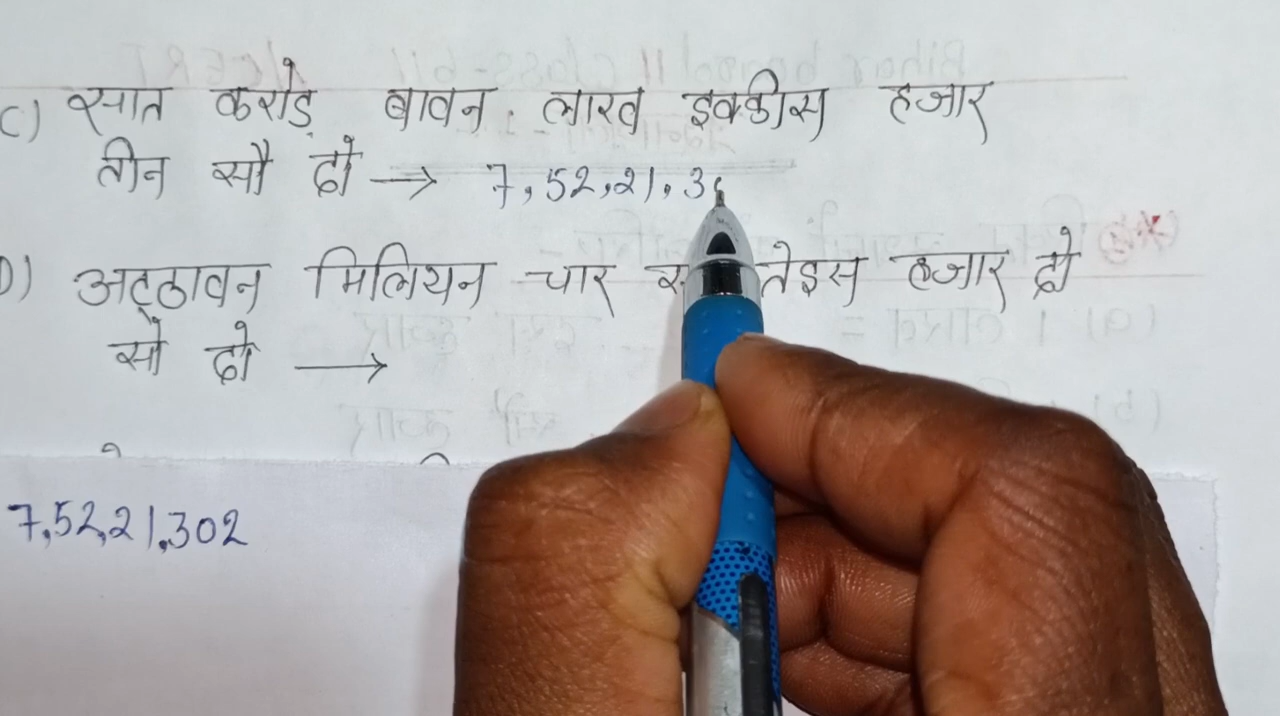 C) सात करोड़ बावन लाख इक्कीस हजार
तीन सौ दो → 7,52,21,3
D) अट्ठावन मिलियन चार तेइस हजार दो
सौ दो →
7,52,21,302